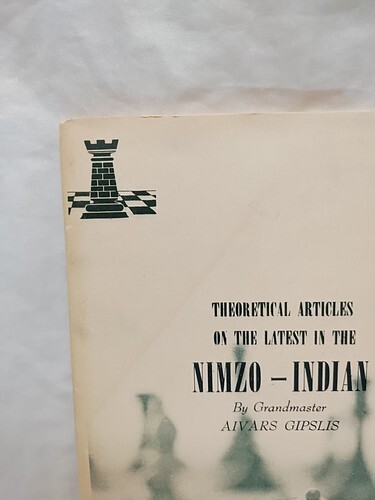 THEORETICAL ARTICLES
ON THE LATEST IN THE
NIMZO – INDIAN
By Grandmaster
AIVARS GIPSLIS